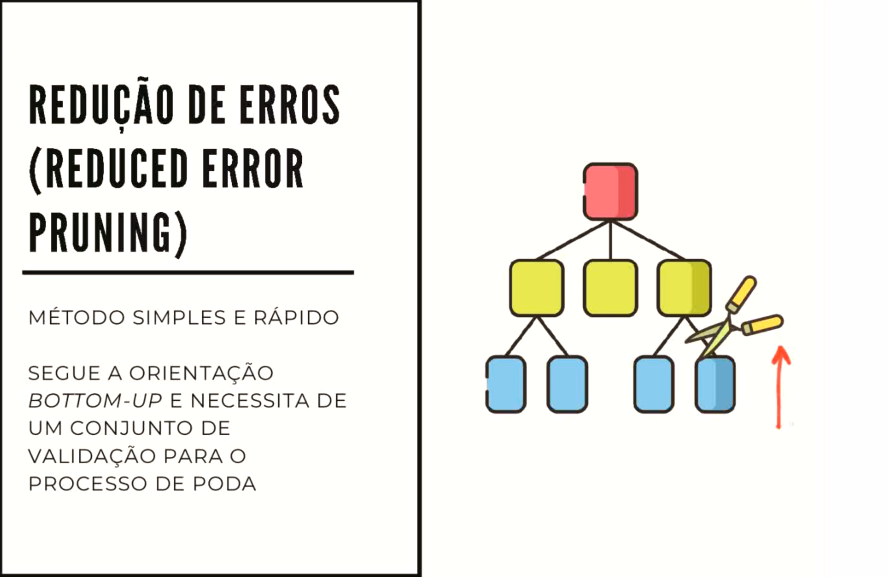 REDUÇÃO DE ERROS
(REDUCED ERROR
PRUNING)
MÉTODO SIMPLES E RÁPIDO
SEGUE A ORIENTAÇÃO
BOTTOM-UP E NECESSITA DE
UM CONJUNTO DE
VALIDAÇÃO PARA O
PROCESSO DE PODA